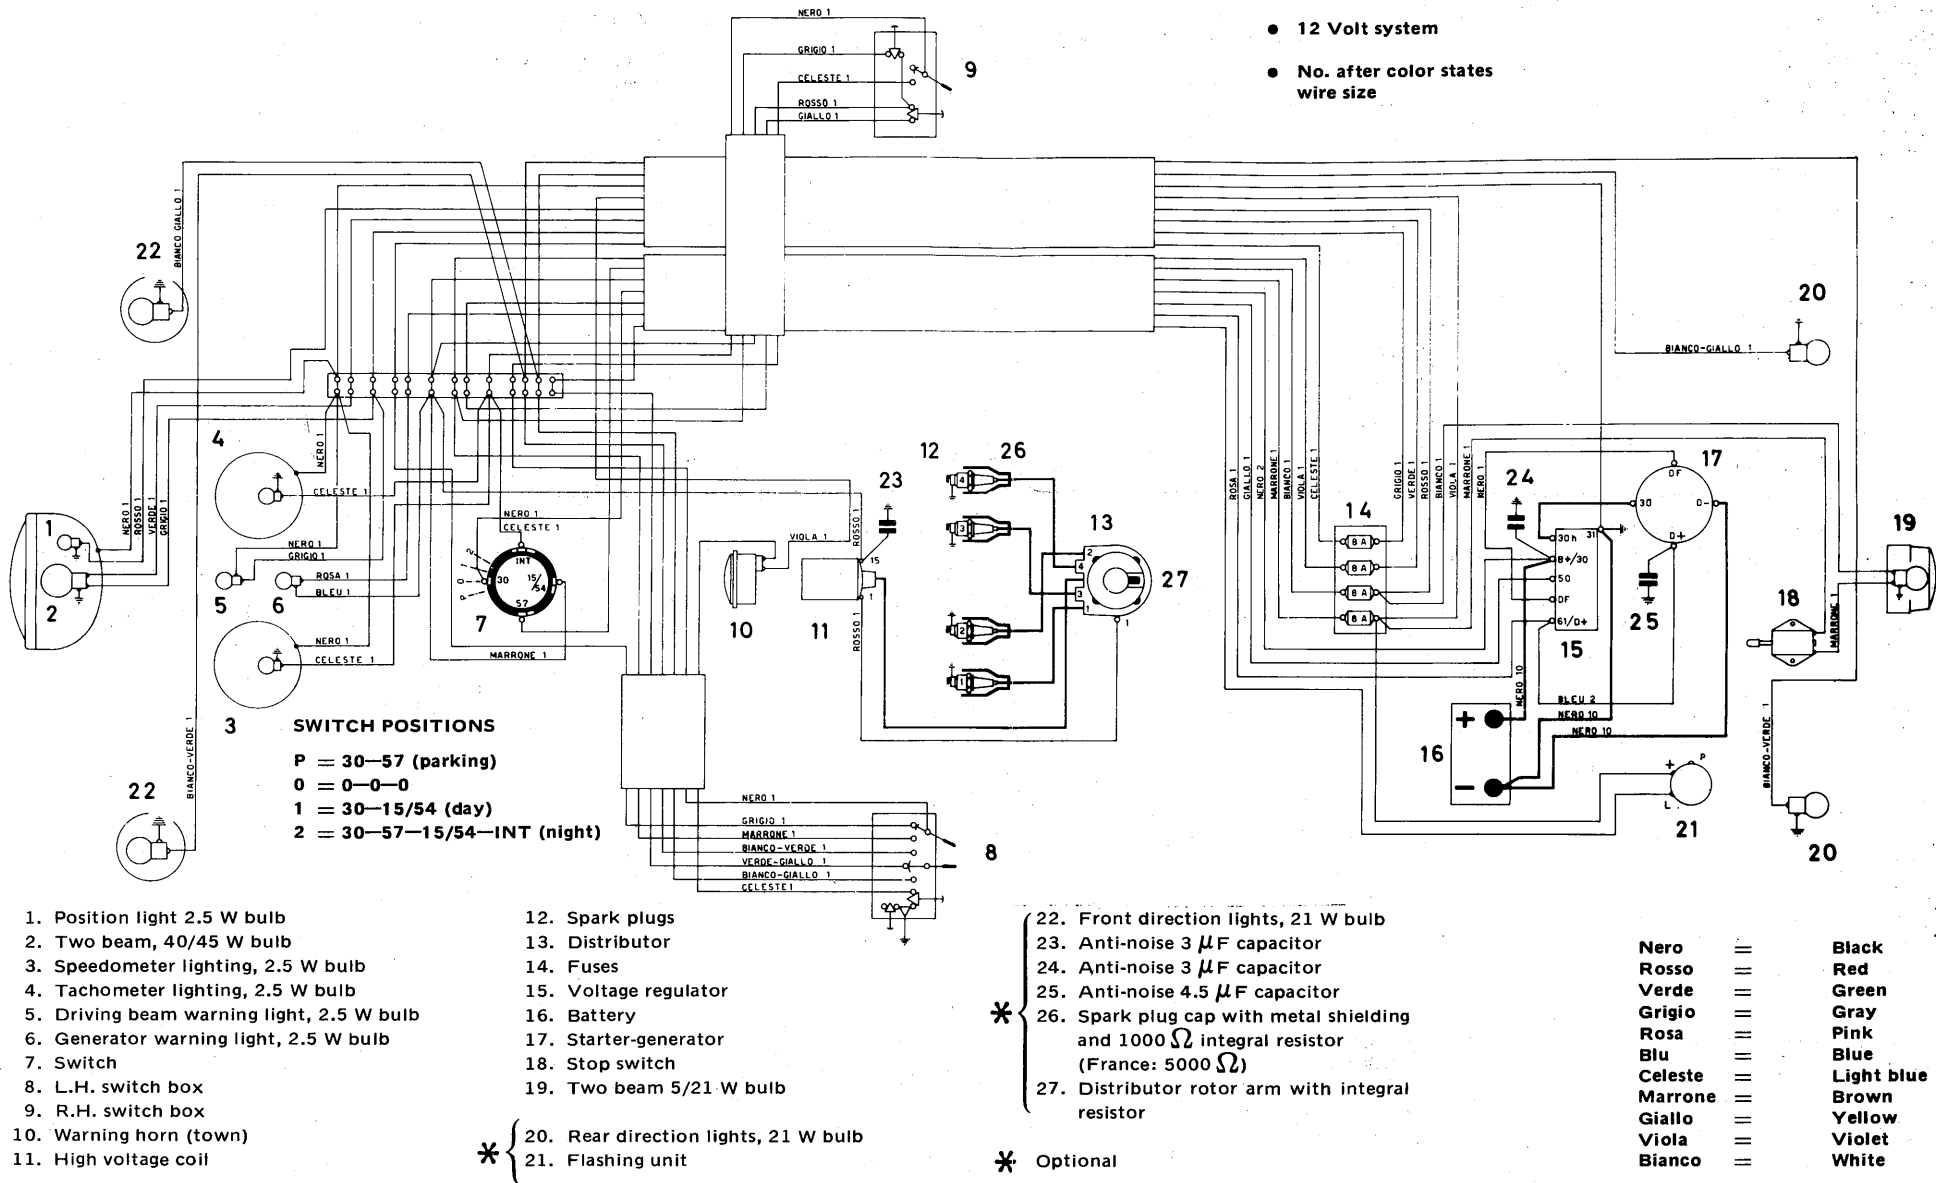 NERO 1
● 12 Volt system
GRIGIO 1
9
● No. after color states
wire size
CELESTE 1
ROSSO 1
GIALLO 1
BIANCO GIALLO 1
22
20
BIANCO-GIALLO 1
4
NERO 1
CELESTE 1
NERO 1
ROSSO 1
VERDE 1
GRIGIO 1
1
2
NERO 1
GRIGIO 1
ROSA 1
BLEU 1
5
6
NERO 1
CELESTE 1
3
NERO 1
CELESTE 1
2
1
0
P
INT
30
15/
54
57
7
MARRONE 1
VIOLA 1
ROSSO 1
23
15
1
10
11
ROSSO 1
12
26
4
3
2
1
13
2
4
3
1
27
1
ROSA 1
GIALLO 1
NERO 2
MARRONE 1
BIANCO 1
VIOLA 1
CELESTE 1
GRIGIO 1
VERDE 1
ROSSO 1
BIANCO 1
VIOLA 1
MARRONE 1
NERO 1
14
8 A
8 A
8 A
8 A
24
17
DF
30
D-
D+
30h
31
B+/30
50
DF
61/D+
15
25
18
MARRONE 1
19
NERO 10
BLEU 2
NERO 10
NERO 10
16
+
−
+
P
L
21
BIANCO-VERDE 1
20
BIANCO-VERDE 1
22
SWITCH POSITIONS
P = 30—57 (parking)
0 = 0—0—0
1 = 30—15/54 (day)
2 = 30—57—15/54—INT (night)
NERO 1
GRIGIO 1
MARRONE 1
BIANCO-VERDE 1
VERDE-GIALLO 1
BIANCO-GIALLO 1
CELESTE 1
8
1. Position light 2.5 W bulb
2. Two beam, 40/45 W bulb
3. Speedometer lighting, 2.5 W bulb
4. Tachometer lighting, 2.5 W bulb
5. Driving beam warning light, 2.5 W bulb
6. Generator warning light, 2.5 W bulb
7. Switch
8. L.H. switch box
9. R.H. switch box
10. Warning horn (town)
11. High voltage coil
12. Spark plugs
13. Distributor
14. Fuses
15. Voltage regulator
16. Battery
17. Starter-generator
18. Stop switch
19. Two beam 5/21 W bulb
* 20. Rear direction lights, 21 W bulb
21. Flashing unit
22. Front direction lights, 21 W bulb
23. Anti-noise 3 μF capacitor
24. Anti-noise 3 μF capacitor
25. Anti-noise 4.5 μF capacitor
* 26. Spark plug cap with metal shielding
and 1000 Ω integral resistor
(France: 5000 Ω)
27. Distributor rotor arm with integral
resistor
* Optional
Nero = Black
Rosso = Red
Verde = Green
Grigio = Gray
Rosa = Pink
Blu = Blue
Celeste = Light blue
Marrone = Brown
Giallo = Yellow
Viola = Violet
Bianco = White